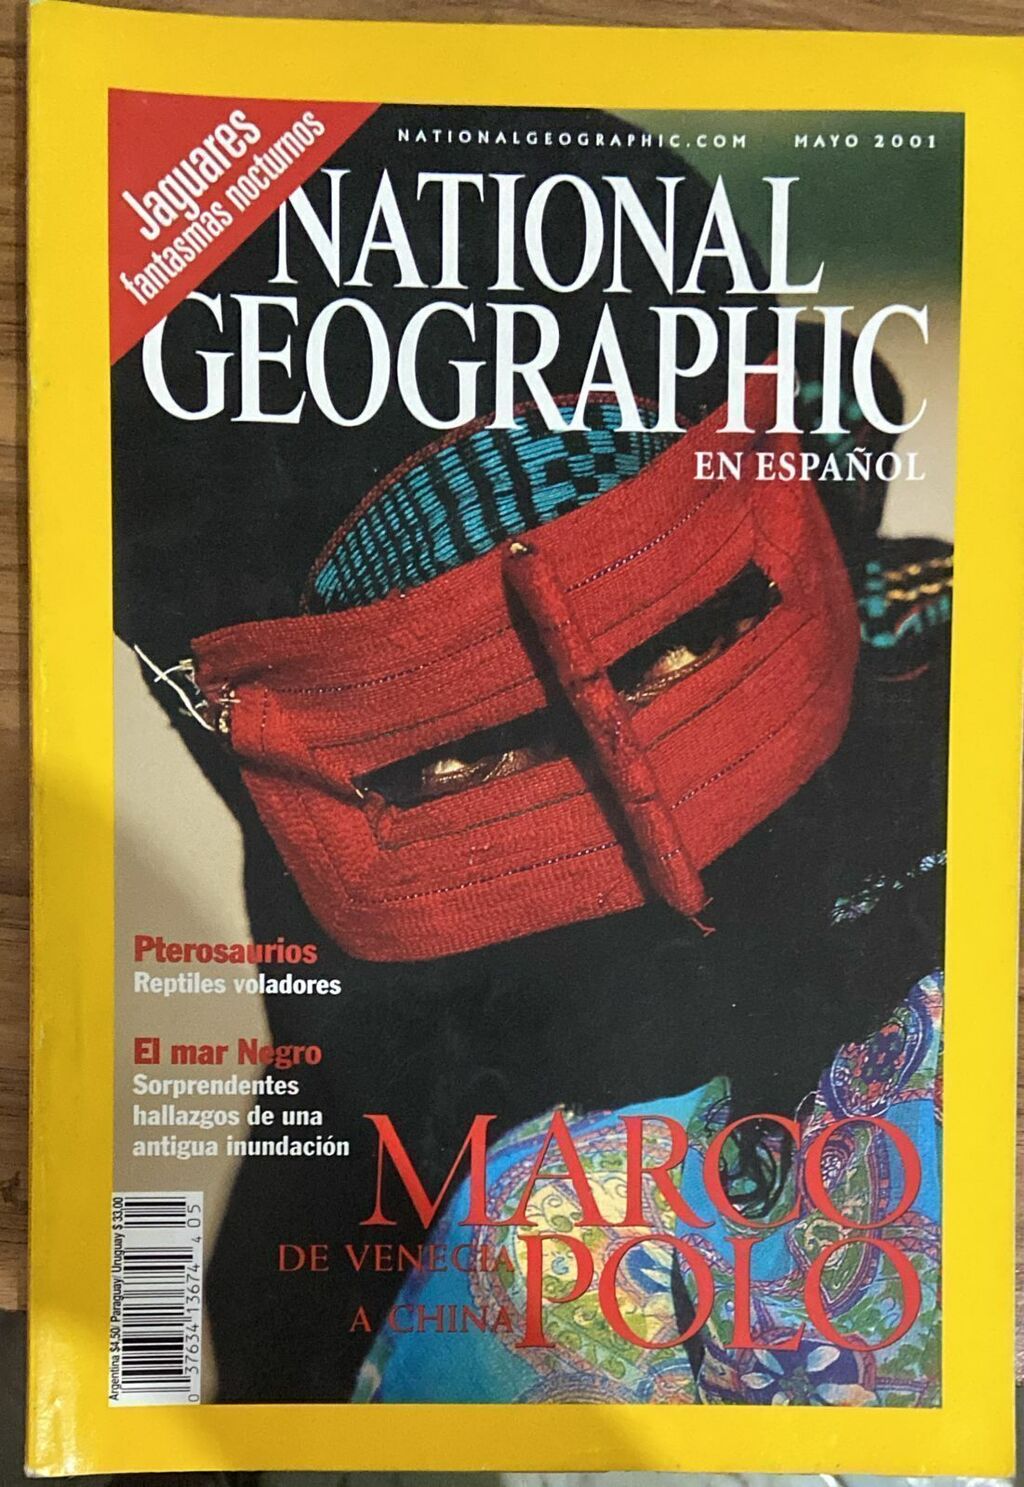 Jaguares
fantasmas nocturnos
NATIONALGEOGRAPHIC.COM MAYO 2001
NATIONAL
GEOGRAPHIC
EN ESPAÑOL
Pterosaurios
Reptiles voladores
El mar Negro
Sorprendentes
hallazgos de una
antigua inundación
MARCO
DE VENECIA POLO
A CHINA
Argentina $4.50/ Paraguay/ Uruguay $ 33.00
0 37634 13674 4 05